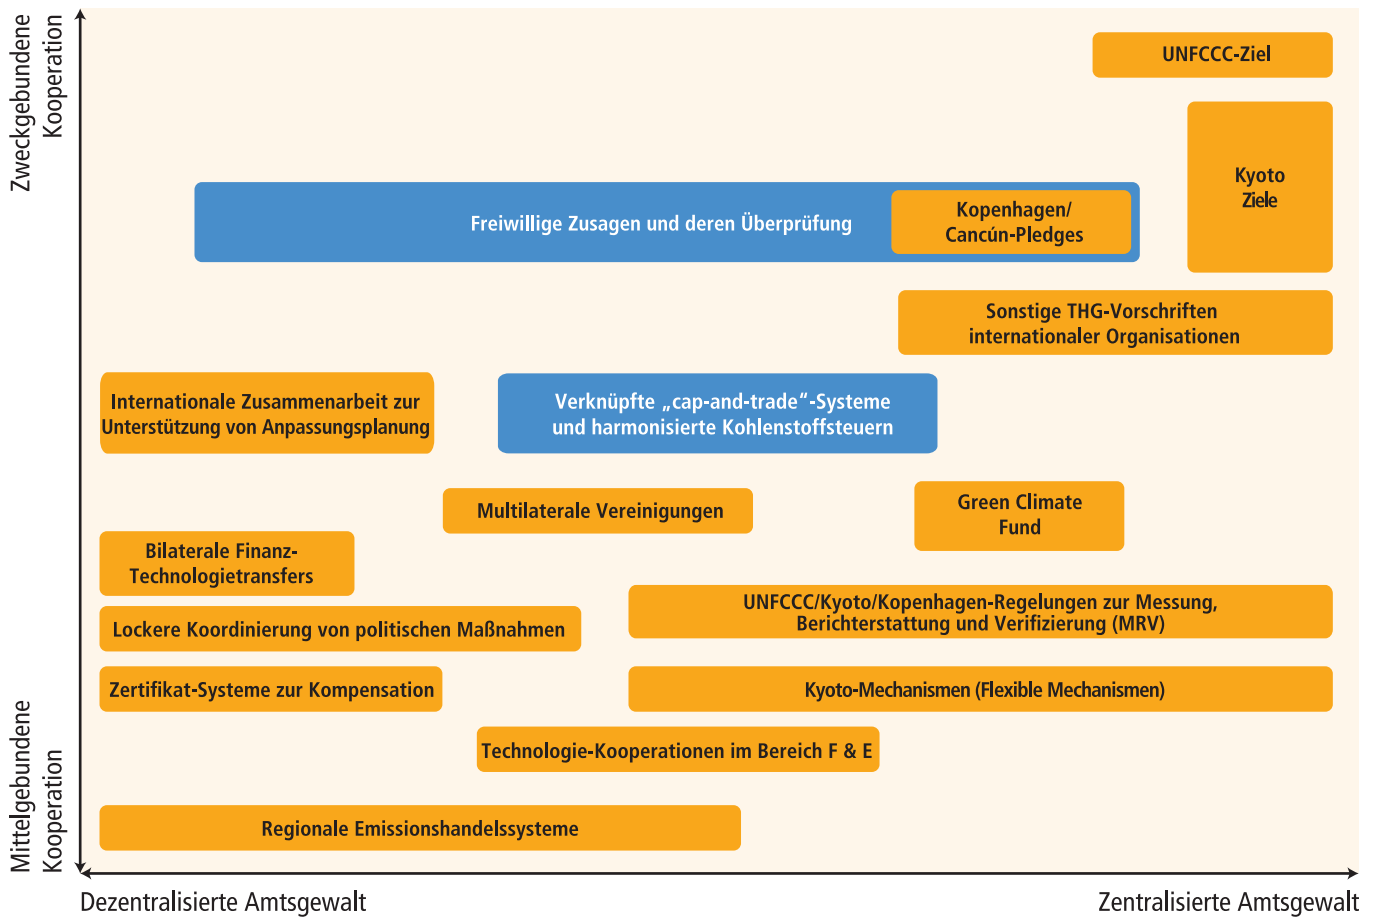 Zweckgebundene
Kooperation
UNFCCC-Ziel
Kyoto
Ziele
Freiwillige Zusagen und deren Überprüfung
Kopenhagen/
Cancún-Pledges
Sonstige THG-Vorschriften
internationaler Organisationen
Internationale Zusammenarbeit zur
Unterstützung von Anpassungsplanung
Verknüpfte „cap-and-trade“-Systeme
und harmonisierte Kohlenstoffsteuern
Multilaterale Vereinigungen
Green Climate
Fund
Bilaterale Finanz-
Technologietransfers
UNFCCC/Kyoto/Kopenhagen-Regelungen zur Messung,
Berichterstattung und Verifizierung (MRV)
Lockere Koordinierung von politischen Maßnahmen
Zertifikat-Systeme zur Kompensation
Kyoto-Mechanismen (Flexible Mechanismen)
Technologie-Kooperationen im Bereich F & E
Regionale Emissionshandelssysteme
Mittelgebundene
Kooperation
Dezentralisierte Amtsgewalt
Zentralisierte Amtsgewalt